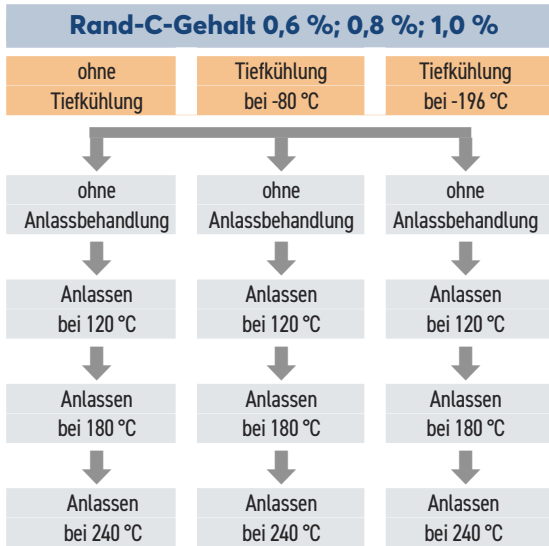 Rand-C-Gehalt 0,6 %; 0,8 %; 1,0 %
ohne
Tiefkühlung
Tiefkühlung
bei -80 °C
Tiefkühlung
bei -196 °C
ohne
Anlassbehandlung
ohne
Anlassbehandlung
ohne
Anlassbehandlung
Anlassen
bei 120 °C
Anlassen
bei 120 °C
Anlassen
bei 120 °C
Anlassen
bei 180 °C
Anlassen
bei 180 °C
Anlassen
bei 180 °C
Anlassen
bei 240 °C
Anlassen
bei 240 °C
Anlassen
bei 240 °C